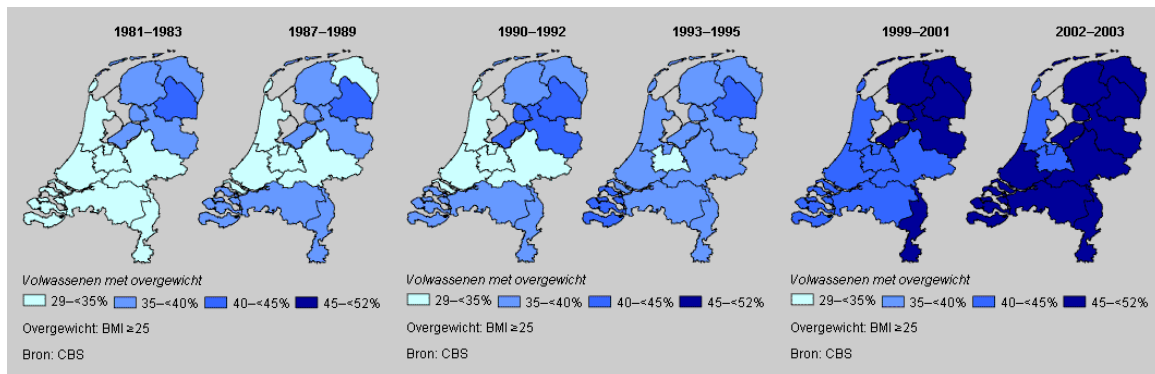 1981–1983
1987–1989
1990–1992
1993–1995
1999–2001
2002–2003
Volwassenen met overgewicht
29–<35% 35–<40% 40–<45% 45–<52%
Overgewicht: BMI ≥25
Bron: CBS
Volwassenen met overgewicht
29–<35% 35–<40% 40–<45% 45–<52%
Overgewicht: BMI ≥25
Bron: CBS
Volwassenen met overgewicht
29–<35% 35–<40% 40–<45% 45–<52%
Overgewicht: BMI ≥25
Bron: CBS